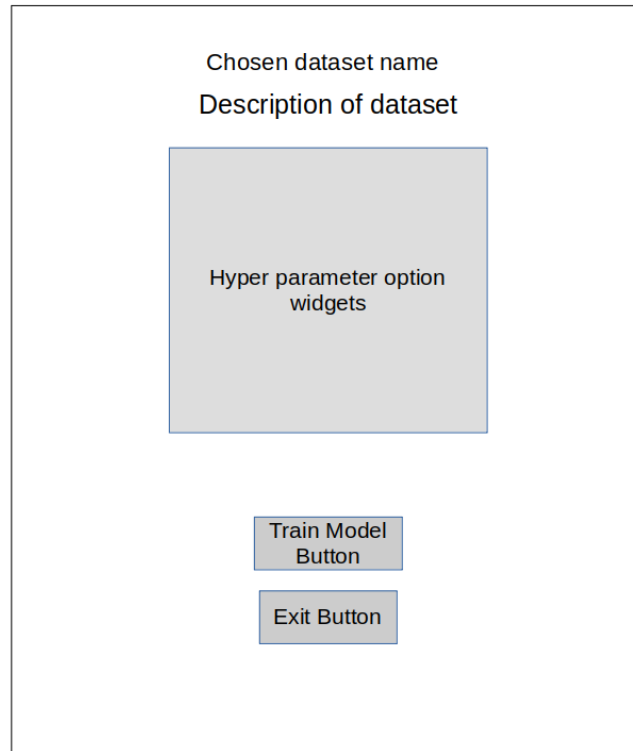 Chosen dataset name
Description of dataset
Hyper parameter option
widgets
Train Model
Button
Exit Button